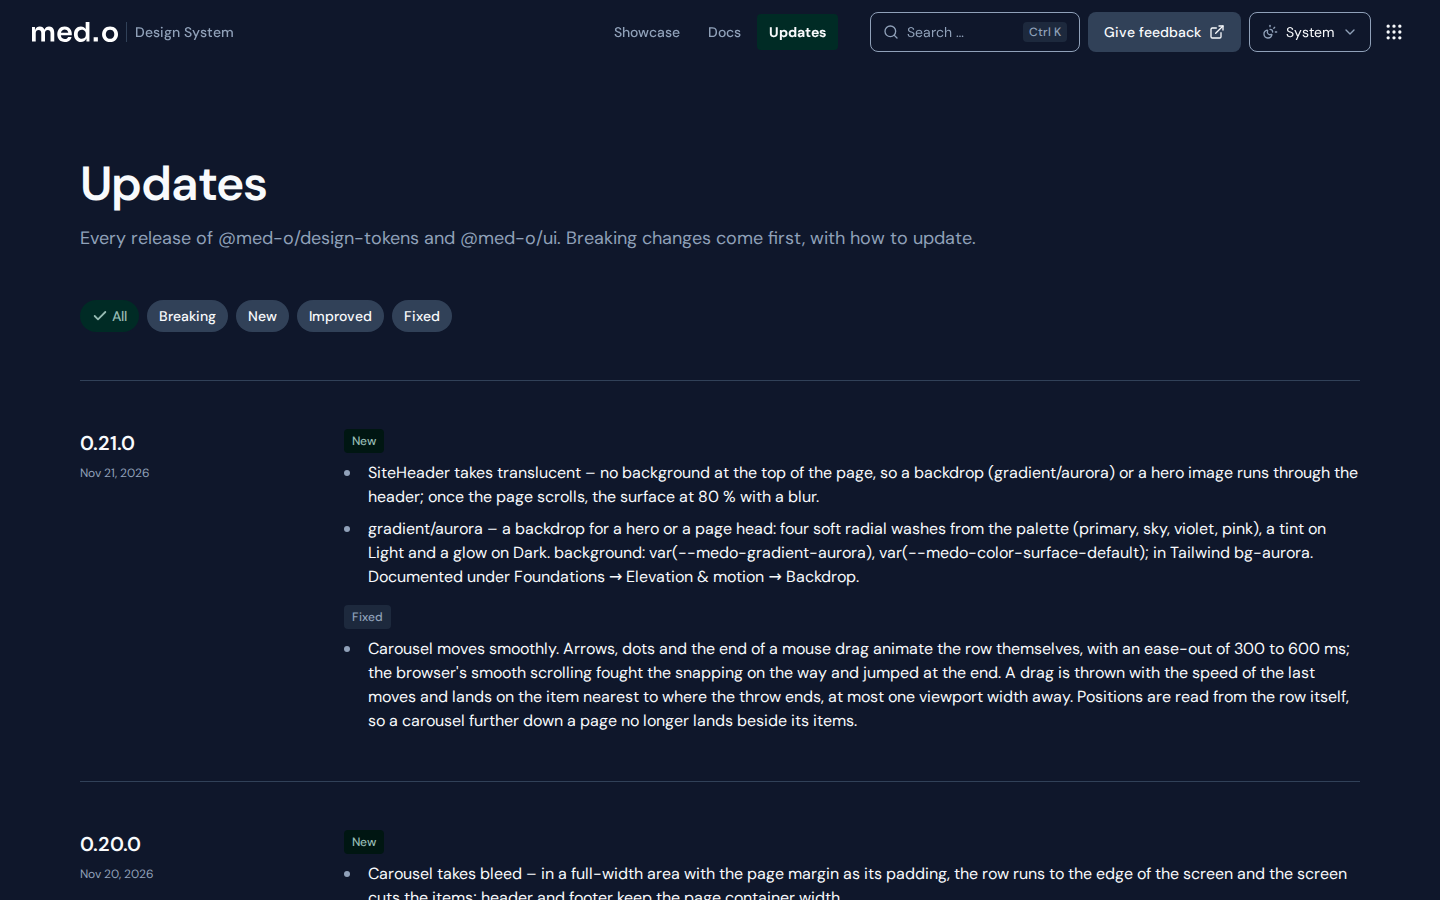 med.o Design System Showcase Docs Updates Search ... Ctrl K Give feedback System
Updates
Every release of @med-o/design-tokens and @med-o/ui. Breaking changes come first, with how to update.
All Breaking New Improved Fixed
0.21.0
Nov 21, 2026
New
SiteHeader takes translucent – no background at the top of the page, so a backdrop (gradient/aurora) or a hero image runs through the
header; once the page scrolls, the surface at 80 % with a blur.
gradient/aurora – a backdrop for a hero or a page head: four soft radial washes from the palette (primary, sky, violet, pink), a tint on
Light and a glow on Dark. background: var(--medo-gradient-aurora), var(--medo-color-surface-default); in Tailwind bg-aurora.
Documented under Foundations → Elevation & motion → Backdrop.
Fixed
Carousel moves smoothly. Arrows, dots and the end of a mouse drag animate the row themselves, with an ease-out of 300 to 600 ms;
the browser's smooth scrolling fought the snapping on the way and jumped at the end. A drag is thrown with the speed of the last
moves and lands on the item nearest to where the throw ends, at most one viewport width away. Positions are read from the row itself,
so a carousel further down a page no longer lands beside its items.
0.20.0
Nov 20, 2026
New
Carousel takes bleed – in a full-width area with the page margin as its padding, the row runs to the edge of the screen and the screen
cuts the items; header and footer keep the page container width.